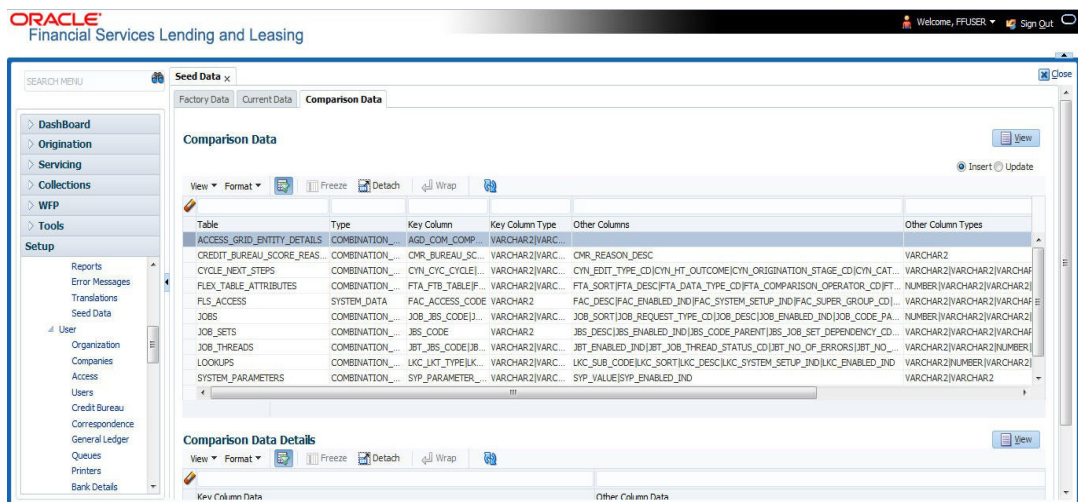 ORACLE
Financial Services Lending and Leasing
Welcome, FFUSER
Sign Out
SEARCH MENU
Seed Data x
Close
Factory Data Current Data Comparison Data
DashBoard
Origination
Servicing
Collections
WFP
Tools
Setup
Reports
Error Messages
Translations
Seed Data
User
Organization
Companies
Access
Users
Credit Bureau
Correspondence
General Ledger
Queues
Printers
Bank Details
Comparison Data
View
Insert Update
View Format Freeze Detach Wrap
Table Type Key Column Key Column Type Other Columns Other Column Types
ACCESS_GRID_ENTITY_DETAILS COMBINATION_... AGD_COM_COMP... VARCHAR2|VARC...
CREDIT_BUREAU_SCORE_REAS... COMBINATION_... CMR_BUREAU_SC... VARCHAR2|VARC... CMR_REASON_DESC VARCHAR2
CYCLE_NEXT_STEPS COMBINATION_... CYN_CYC_CYCLE|... VARCHAR2|VARC... CYN_EDIT_TYPE_CD|CYN_HT_OUTCOME|CYN_ORIGINATION_STAGE_CD|CYN_CAT... VARCHAR2|VARCHAR2|VARCHAR
FLEX_TABLE_ATTRIBUTES COMBINATION_... FTA_FTB_TABLE|F... VARCHAR2|VARC... FTA_SORT|FTA_DESC|FTA_DATA_TYPE_CD|FTA_COMPARISON_OPERATOR_CD|FT... NUMBER|VARCHAR2|VARCHAR2|
FLS_ACCESS SYSTEM_DATA FAC_ACCESS_CODE VARCHAR2 FAC_DESC|FAC_ENABLED_IND|FAC_SYSTEM_SETUP_IND|FAC_SUPER_GROUP_CD|... VARCHAR2|VARCHAR2|VARCHAR
JOBS COMBINATION_... JOB_JBS_CODE|J... VARCHAR2|VARC... JOB_SORT|JOB_REQUEST_TYPE_CD|JOB_DESC|JOB_ENABLED_IND|JOB_CODE_PA... NUMBER|VARCHAR2|VARCHAR2|
JOB_SETS COMBINATION_... JBS_CODE VARCHAR2 JBS_DESC|JBS_ENABLED_IND|JBS_CODE_PARENT|JBS_JOB_SET_DEPENDENCY_CD... VARCHAR2|VARCHAR2|VARCHAR
JOB_THREADS COMBINATION_... JBT_JBS_CODE|JB... VARCHAR2|VARC... JBT_ENABLED_IND|JBT_JOB_THREAD_STATUS_CD|JBT_NO_OF_ERRORS|JBT_NO_... VARCHAR2|VARCHAR2|NUMBER|
LOOKUPS COMBINATION_... LKC_LKT_TYPE|LK... VARCHAR2|VARC... LKC_SUB_CODE|LKC_SORT|LKC_DESC|LKC_SYSTEM_SETUP_IND|LKC_ENABLED_IND VARCHAR2|NUMBER|VARCHAR2|
SYSTEM_PARAMETERS COMBINATION_... SYP_PARAMETER_... VARCHAR2|VARC... SYP_VALUE|SYP_ENABLED_IND VARCHAR2|VARCHAR2
Comparison Data Details
View
View Format Freeze Detach Wrap
Key Column Data Other Column Data